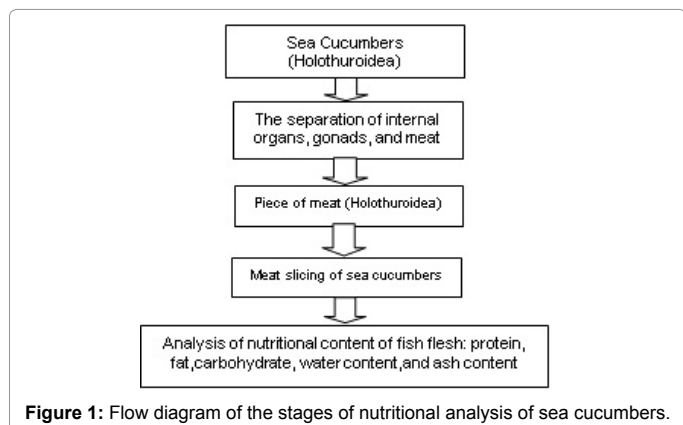 Sea Cucumbers
(Holothuroidea)
The separation of internal
organs, gonads, and meat
Piece of meat (Holothuroidea)
Meat slicing of sea cucumbers
Analysis of nutritional content of fish flesh: protein,
fat,carbohydrate, water content,and ash content
Figure 1: Flow diagram of the stages of nutritional analysis of sea cucumbers.